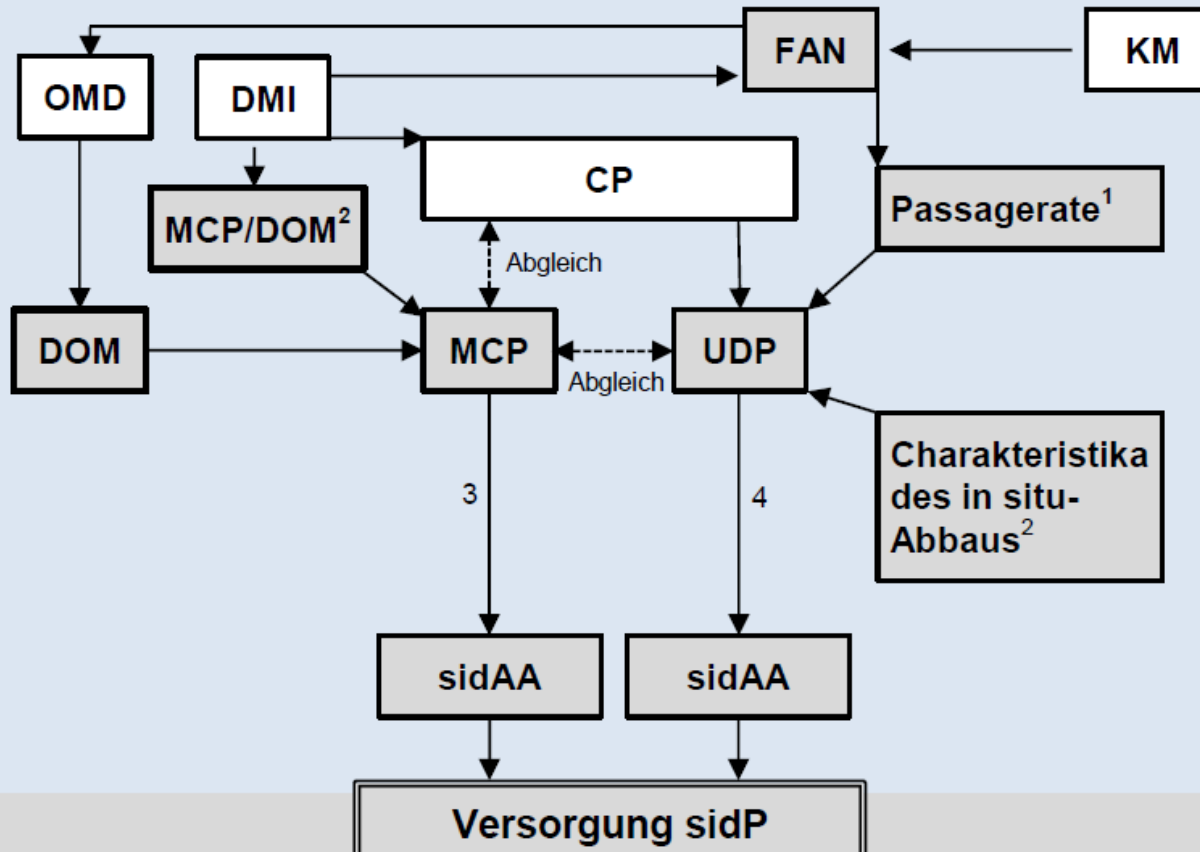 FAN
KM
OMD
DMI
CP
MCP/DOM²
Passagerate¹
Abgleich
DOM
MCP
UDP
Abgleich
Charakteristika
des in situ-
Abbaus²
3
4
sidAA
sidAA
Versorgung sidP